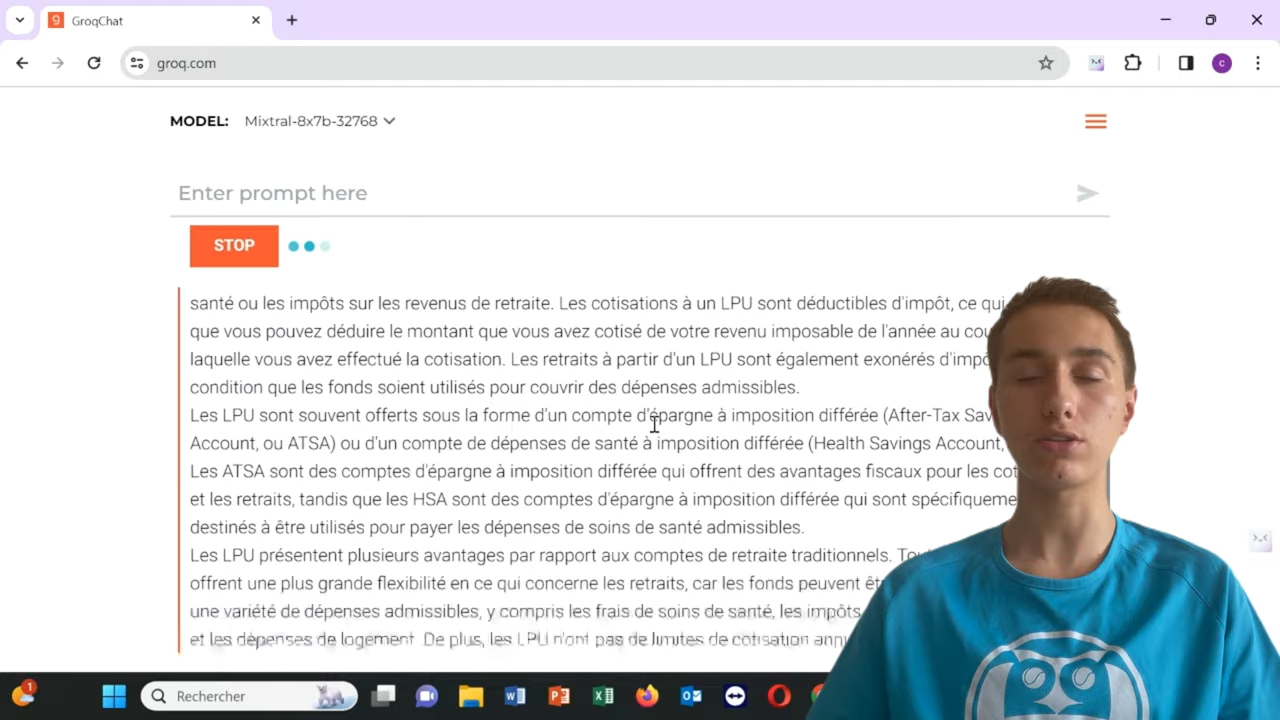 GroqChat
groq.com
c
MODEL: Mixtral-8x7b-32768
Enter prompt here
STOP
santé ou les impôts sur les revenus de retraite. Les cotisations à un LPU sont déductibles d'impôt, ce qui
que vous pouvez déduire le montant que vous avez cotisé de votre revenu imposable de l'année au
laquelle vous avez effectué la cotisation. Les retraits à partir d'un LPU sont également exonérés
condition que les fonds soient utilisés pour couvrir des dépenses admissibles.
Les LPU sont souvent offerts sous la forme d'un compte d'épargne à imposition différée (After-Tax
Account, ou ATSA) ou d'un compte de dépenses de santé à imposition différée (Health Savings Account,
Les ATSA sont des comptes d'épargne à imposition différée qui offrent des avantages fiscaux pour les
et les retraits, tandis que les HSA sont des comptes d'épargne à imposition différée qui sont
destinés à être utilisés pour payer les dépenses de soins de santé admissibles.
Les LPU présentent plusieurs avantages par rapport aux comptes de retraite traditionnels.
offrent une plus grande flexibilité en ce qui concerne les retraits, car les fonds peuvent
une variété de dépenses admissibles, y compris les frais de soins de santé, les impôts
et les dépenses de logement. De plus, les LPU n'ont pas de limites de cotisation
1
Rechercher